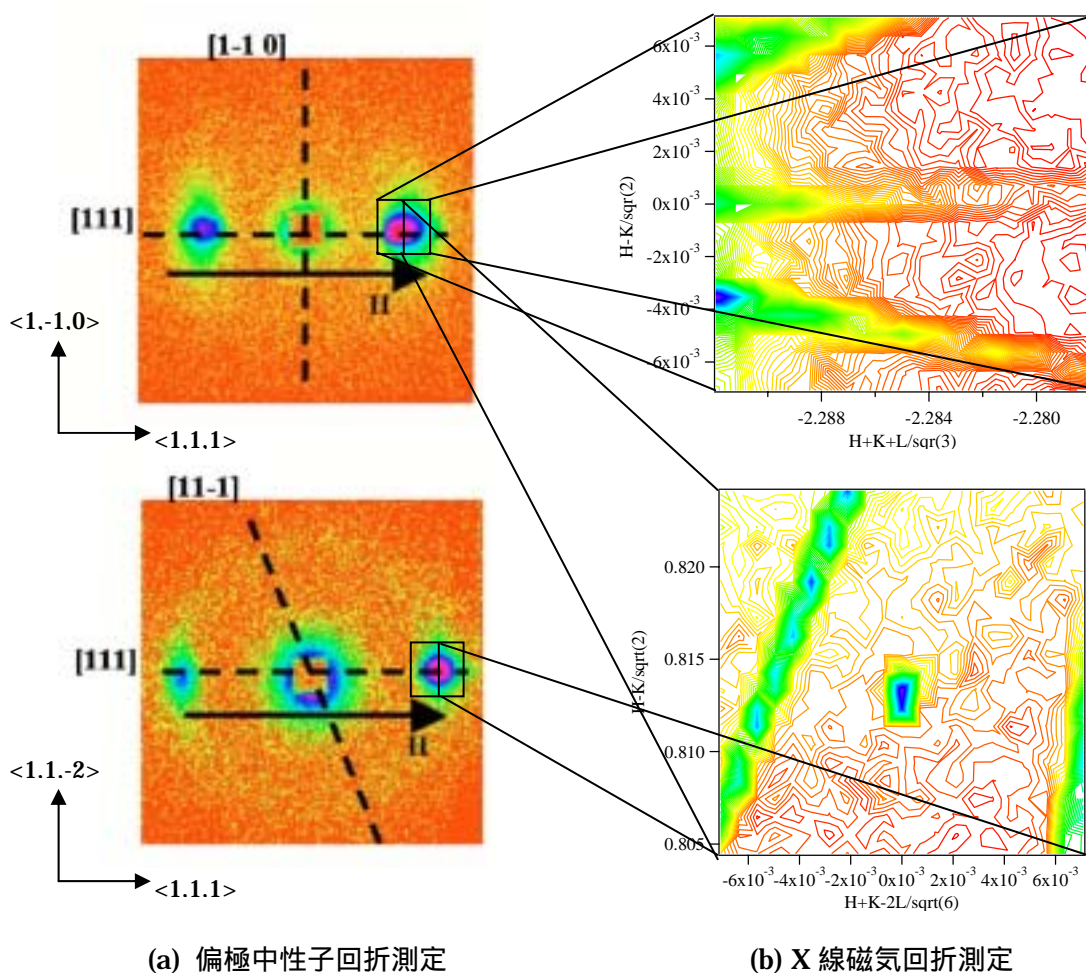 [1-1 0]
[111]
H
<1,-1,0>
<1,1,1>
6x10-3
4x10-3
2x10-3
0x10-3
-2x10-3
-4x10-3
6x10-3
H-K/sqr(2)
-2.288
-2.284
-2.280
H+K+L/sqr(3)
[11-1]
[111]
H
<1.1.-2>
<1.1.1>
0.820
0.815
0.810
0.805
H-K/sqrt(2)
-6x10-3
-4x10-3
-2x10-3
0x10-3
2x10-3
4x10-3
6x10-3
H+K-2L/sqrt(6)
(a) 偏極中性子回折測定
(b) X 線磁気回折測定